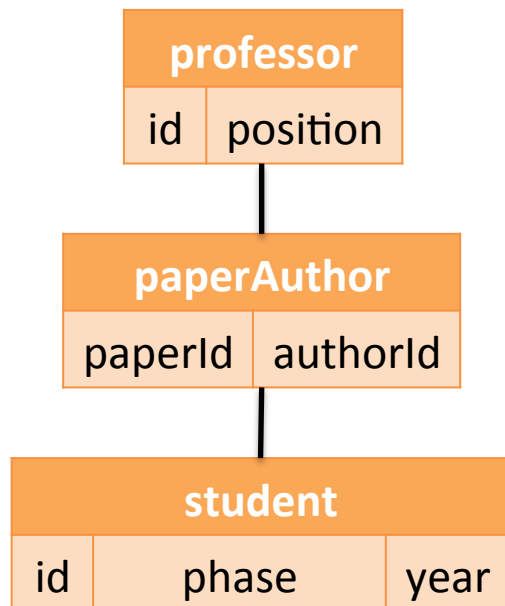 professor
id position
paperAuthor
paperId authorId
student
id phase year